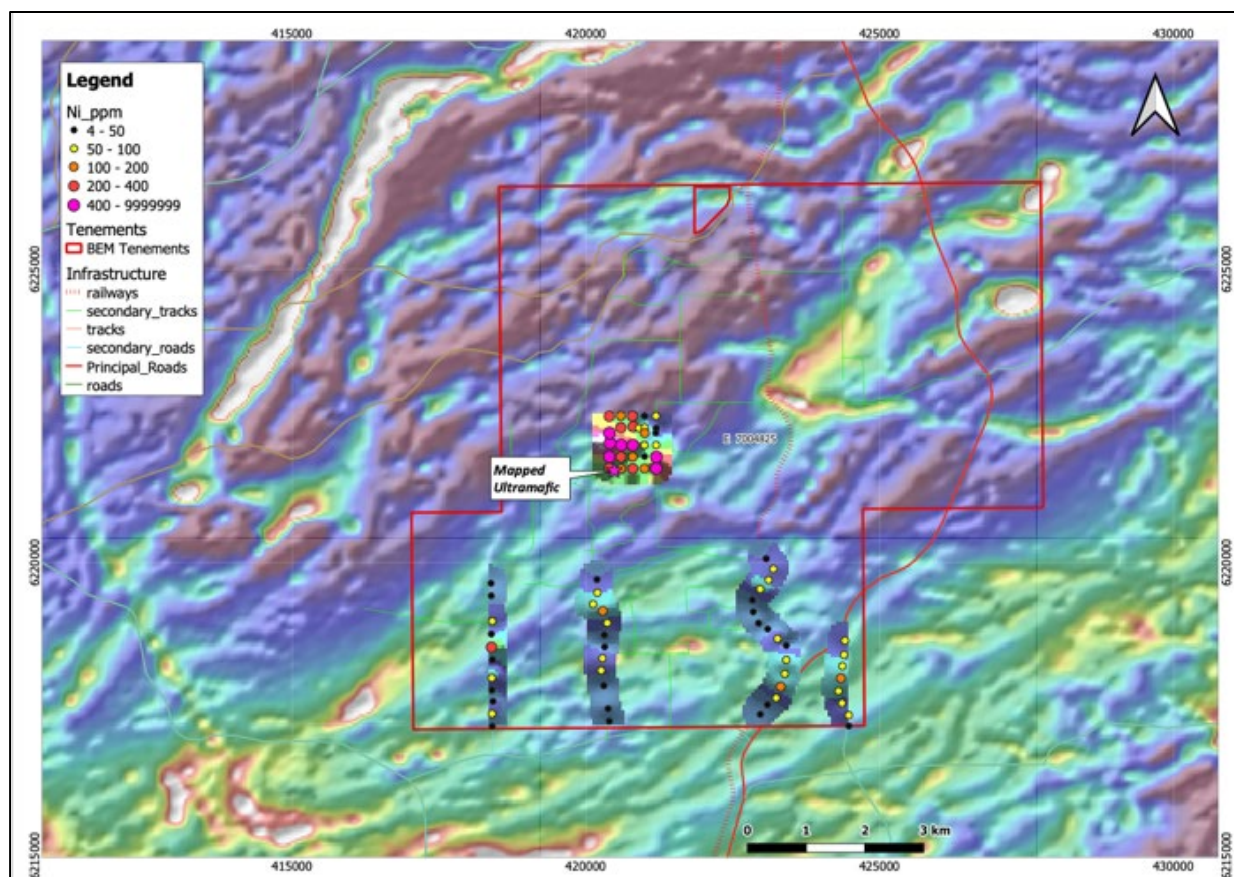 415000 420000 425000 430000
Legend
Ni_ppm
4 - 50
50 - 100
100 - 200
200 - 400
400 - 9999999
Tenements
BEM Tenements
Infrastructure
railways
secondary_tracks
tracks
secondary_roads
Principal_Roads
roads
6225000 6225000
E 7004825
Mapped
Ultramafic
6220000 6220000
0 1 2 3 km
6215000 6215000
415000 420000 425000 430000